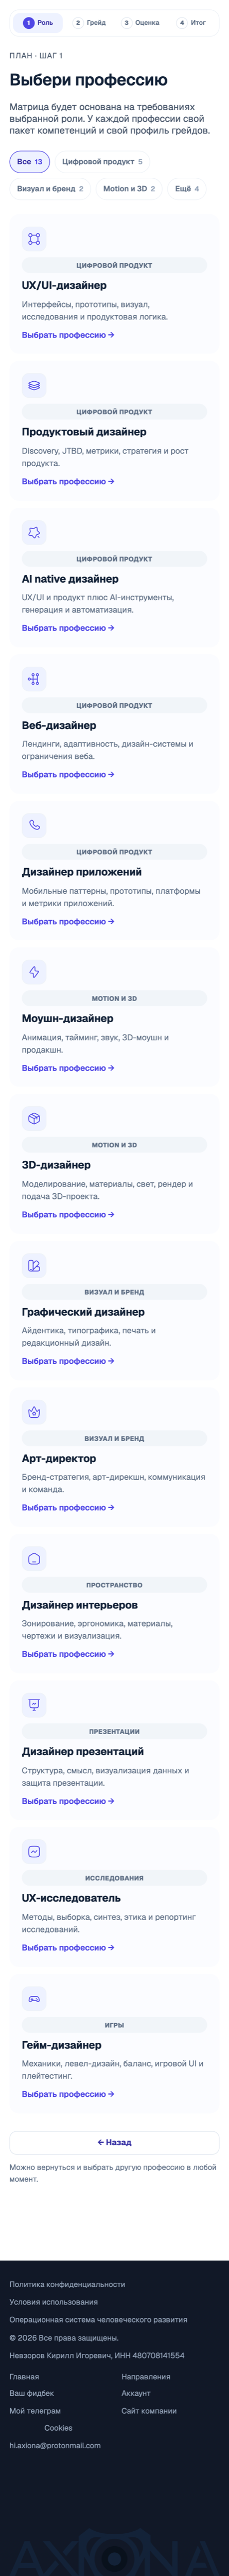 1 Роль 2 Грейд 3 Оценка 4 Итог
ПЛАН · ШАГ 1
Выбери профессию
Матрица будет основана на требованиях
выбранной роли. У каждой профессии свой
пакет компетенций и свой профиль грейдов.
Все 13 Цифровой продукт 5
Визуал и бренд 2 Motion и 3D 2 Ещё 4
ЦИФРОВОЙ ПРОДУКТ
UX/UI-дизайнер
Интерфейсы, прототипы, визуал,
исследования и продуктовая логика.
Выбрать профессию →
ЦИФРОВОЙ ПРОДУКТ
Продуктовый дизайнер
Discovery, JTBD, метрики, стратегия и рост
продукта.
Выбрать профессию →
ЦИФРОВОЙ ПРОДУКТ
AI native дизайнер
UX/UI и продукт плюс AI-инструменты,
генерация и автоматизация.
Выбрать профессию →
ЦИФРОВОЙ ПРОДУКТ
Веб-дизайнер
Лендинги, адаптивность, дизайн-системы и
ограничения веба.
Выбрать профессию →
ЦИФРОВОЙ ПРОДУКТ
Дизайнер приложений
Мобильные паттерны, прототипы, платформы
и метрики приложений.
Выбрать профессию →
MOTION И 3D
Моушн-дизайнер
Анимация, тайминг, звук, 3D-моушн и
продакшн.
Выбрать профессию →
MOTION И 3D
3D-дизайнер
Моделирование, материалы, свет, рендер и
подача 3D-проекта.
Выбрать профессию →
ВИЗУАЛ И БРЕНД
Графический дизайнер
Айдентика, типографика, печать и
редакционный дизайн.
Выбрать профессию →
ВИЗУАЛ И БРЕНД
Арт-директор
Бренд-стратегия, арт-дирекшн, коммуникация
и команда.
Выбрать профессию →
ПРОСТРАНСТВО
Дизайнер интерьеров
Зонирование, эргономика, материалы,
чертежи и визуализация.
Выбрать профессию →
ПРЕЗЕНТАЦИИ
Дизайнер презентаций
Структура, смысл, визуализация данных и
защита презентации.
Выбрать профессию →
ИССЛЕДОВАНИЯ
UX-исследователь
Методы, выборка, синтез, этика и репортинг
исследований.
Выбрать профессию →
ИГРЫ
Гейм-дизайнер
Механики, левел-дизайн, баланс, игровой UI и
плейтестинг.
Выбрать профессию →
← Назад
Можно вернуться и выбрать другую профессию в любой
момент.
Политика конфиденциальности
Условия использования
Операционная система человеческого развития
© 2026 Все права защищены.
Невзоров Кирилл Игоревич, ИНН 480708141554
Главная Направления
Ваш фидбек Аккаунт
Мой телеграм Сайт компании
Cookies
hi.axiona@protonmail.com
AXIONA